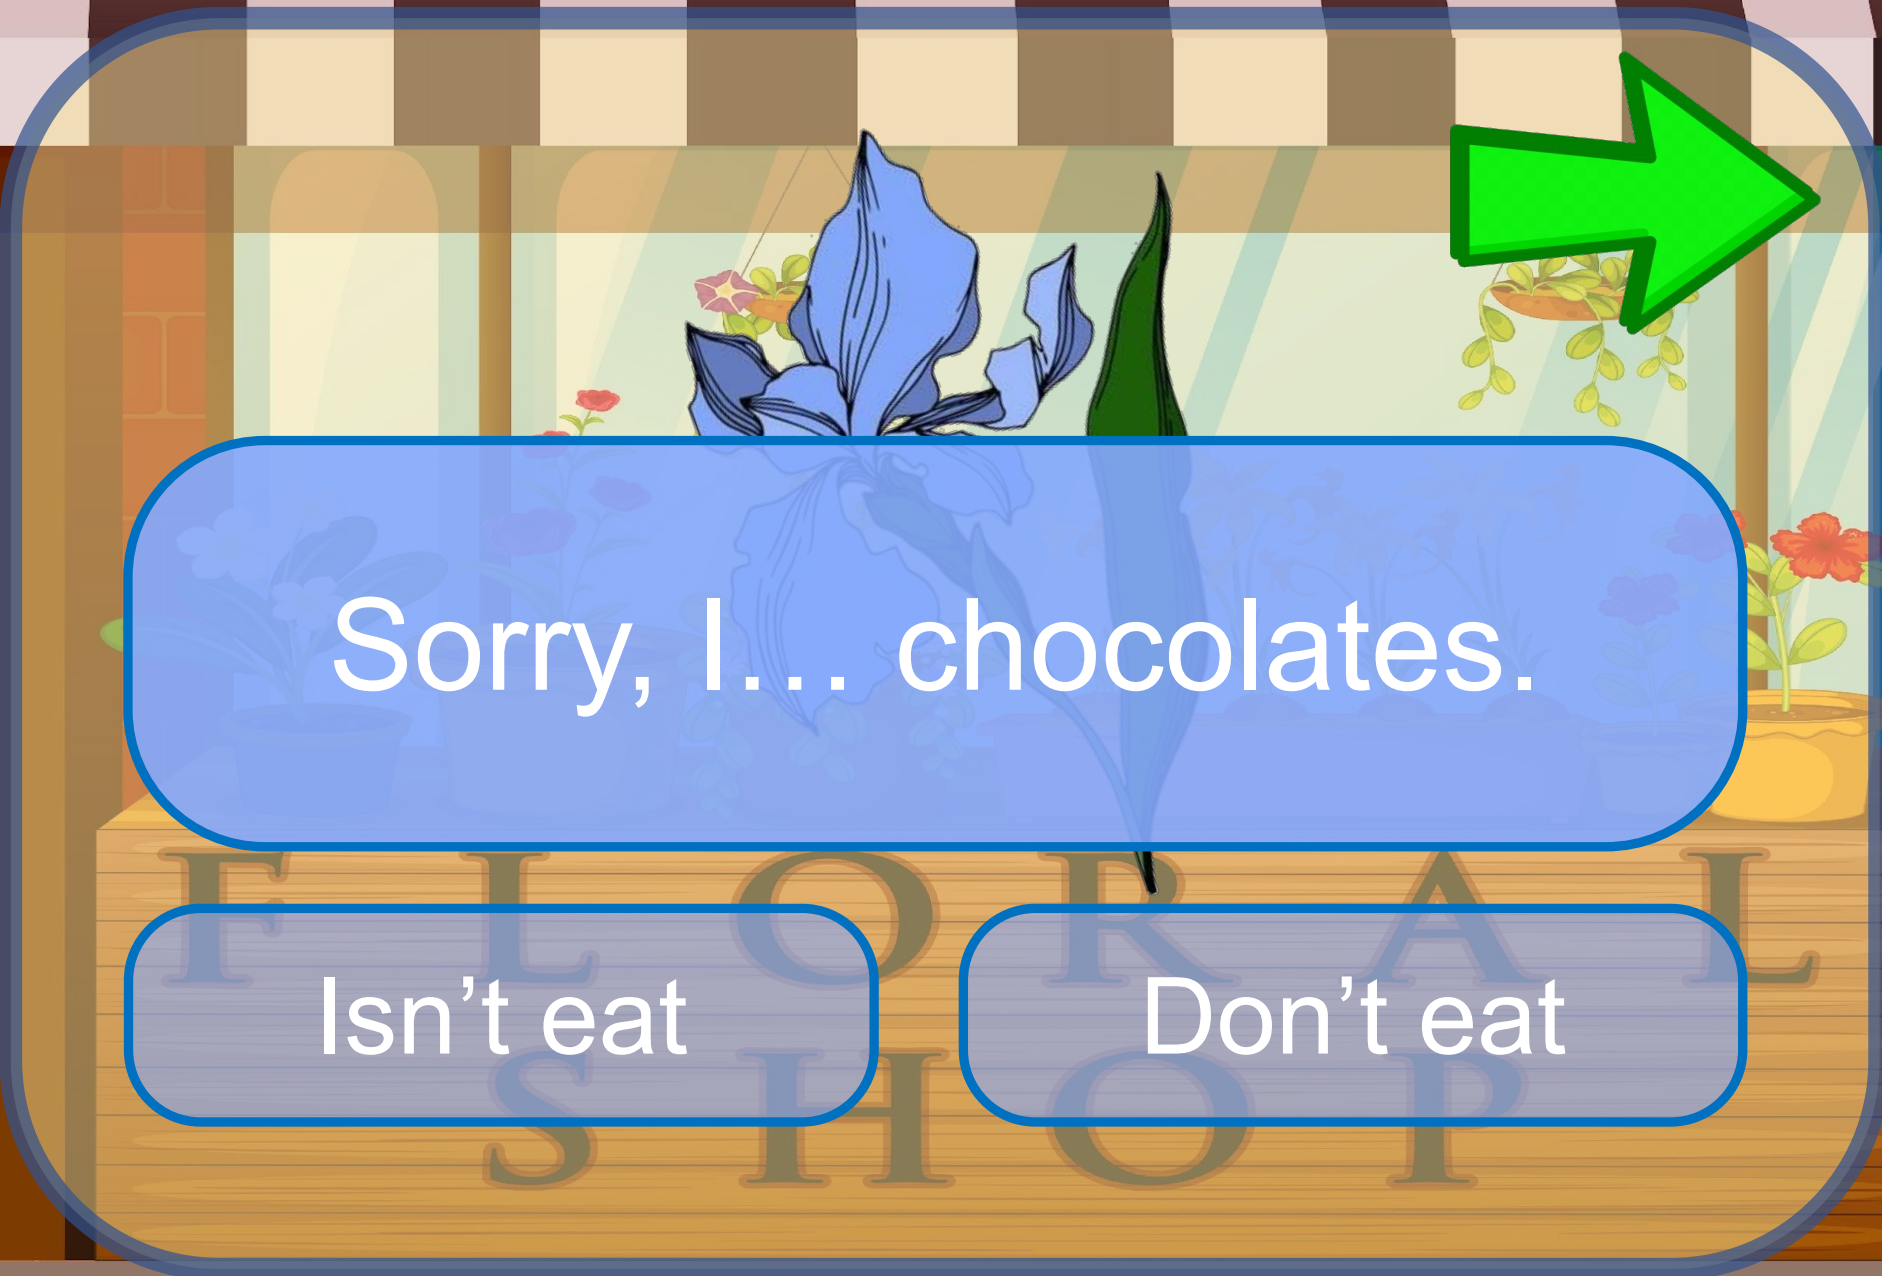 Sorry, I… chocolates.
FLORAL
Isn’t eat
Don’t eat
SHOP